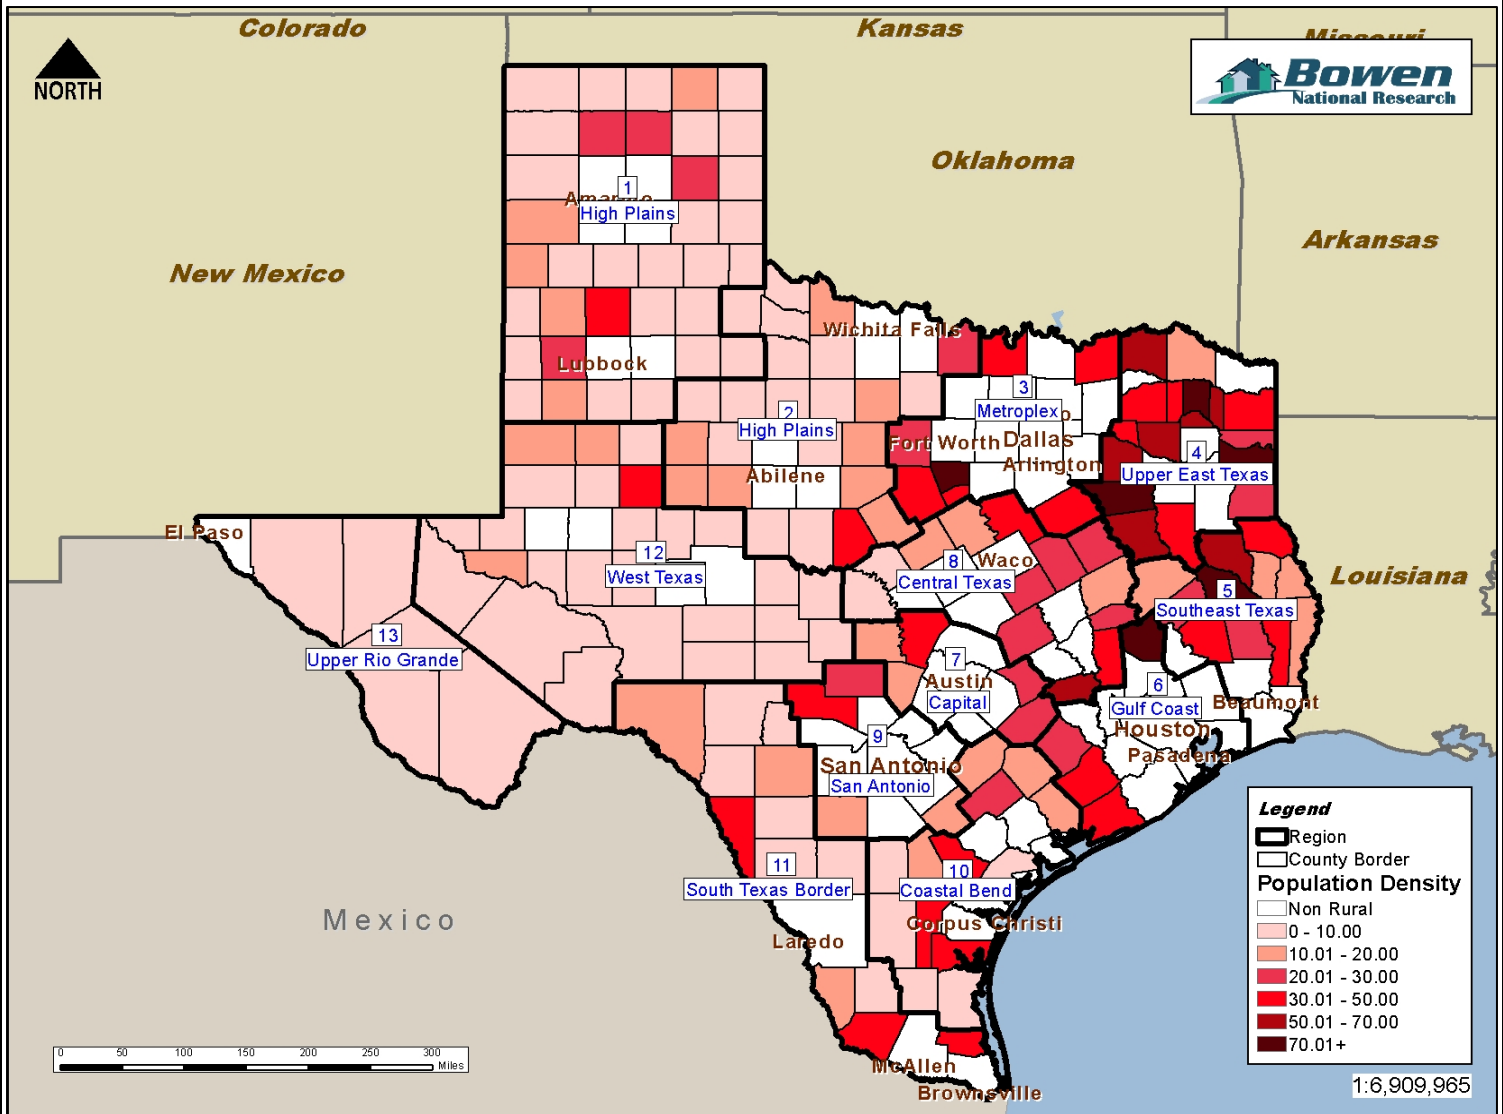 Colorado
Kansas
Missouri
NORTH
Bowen
National Research
Oklahoma
1
High Plains
Arkansas
New Mexico
Wichita Falls
Lubbock
3
Metroplex
2
High Plains
Fort Worth
Dallas
Arlington
4
Upper East Texas
Abilene
El Paso
12
West Texas
8
Waco
Central Texas
Louisiana
5
Southeast Texas
13
Upper Rio Grande
7
Austin
Capital
6
Gulf Coast
Beaumont
Houston
Pasadena
9
San Antonio
San Antonio
11
South Texas Border
10
Coastal Bend
Corpus Christi
Mexico
Laredo
McAllen
Brownsville
Legend
Region
County Border
Population Density
Non Rural
0 - 10.00
10.01 - 20.00
20.01 - 30.00
30.01 - 50.00
50.01 - 70.00
70.01+
0 50 100 150 200 250 300
Miles
1:6,909,965